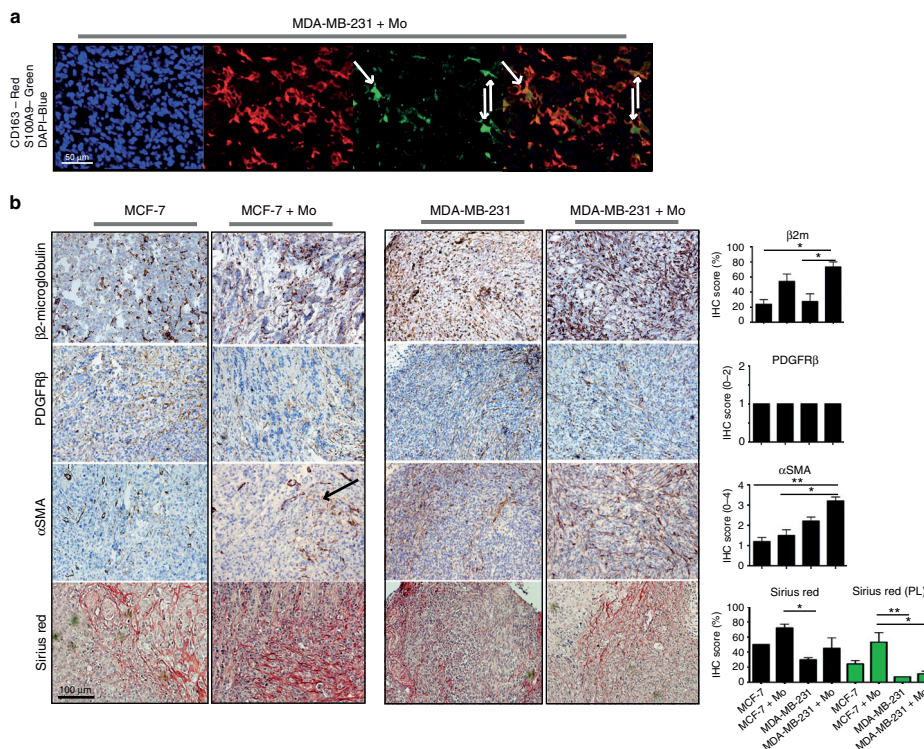 a
MDA-MB-231 + Mo
CD163 – Red
S100A9– Green
DAPI–Blue
50 µm
b
MCF-7
MCF-7 + Mo
MDA-MB-231
MDA-MB-231 + Mo
β2-microglobulin
PDGFRβ
αSMA
Sirius red
100 µm
β2m
IHC score (%)
100
80
60
40
20
0
*
*
PDGFRβ
IHC score (0–2)
2
1
0
αSMA
IHC score (0–4)
4
3
2
1
0
**
*
Sirius red
Sirius red (PL)
IHC score (%)
100
80
60
40
20
0
*
**
*
MCF-7
MCF-7 + Mo
MDA-MB-231
MDA-MB-231 + Mo
MCF-7
MCF-7 + Mo
MDA-MB-231
MDA-MB-231 + Mo